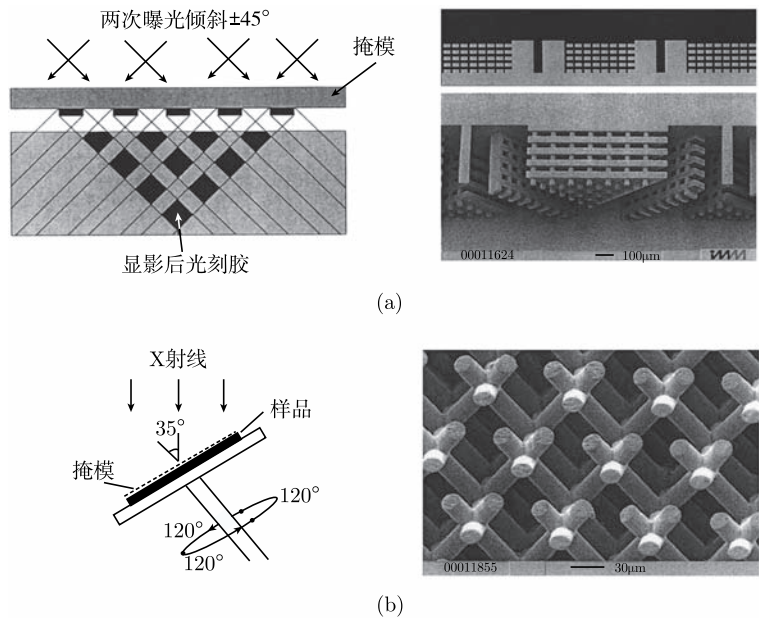 两次曝光倾斜±45°
掩模
显影后光刻胶
00011624
100μm
(a)
X射线
样品
35°
掩模
120°
120°
120°
00011855
30μm
(b)